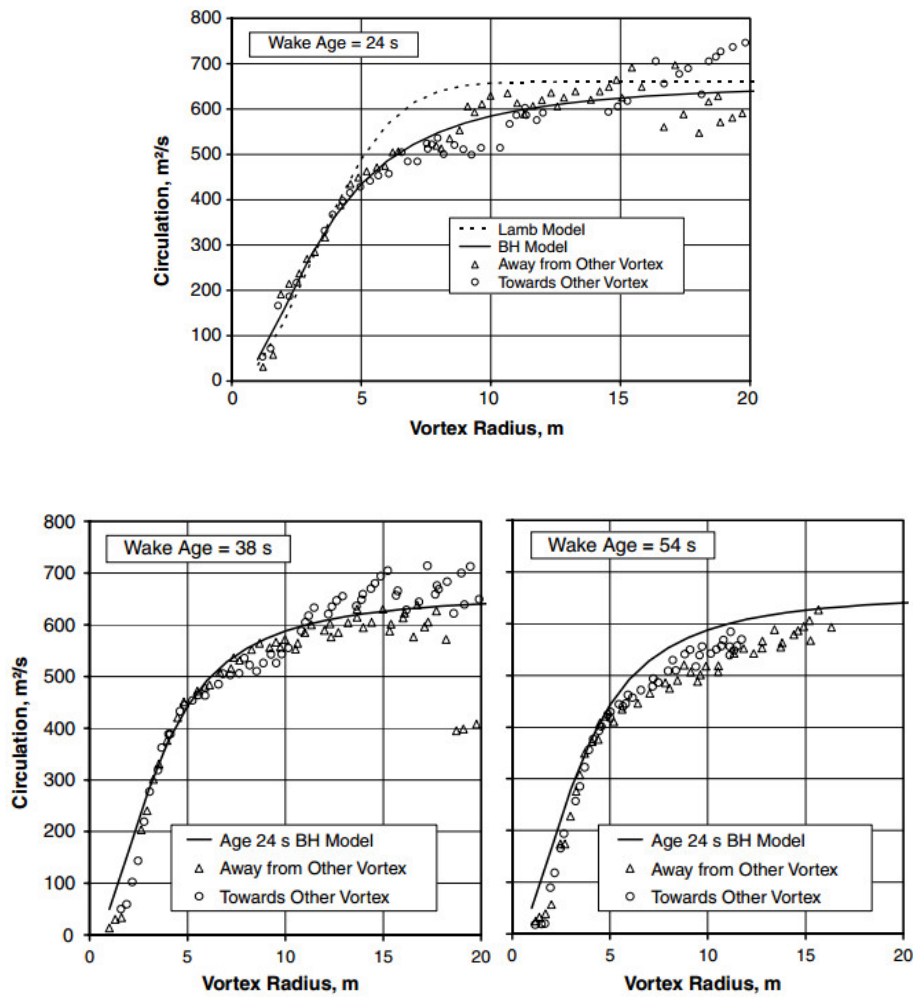 Wake Age = 24 s
800
700
600
500
400
300
200
100
0
Circulation, m²/s
Lamb Model
BH Model
Away from Other Vortex
Towards Other Vortex
0 5 10 15 20
Vortex Radius, m
Wake Age = 38 s
800
700
600
500
400
300
200
100
0
Circulation, m²/s
Age 24 s BH Model
Away from Other Vortex
Towards Other Vortex
0 5 10 15 20
Vortex Radius, m
Wake Age = 54 s
Age 24 s BH Model
Away from Other Vortex
Towards Other Vortex
0 5 10 15 20
Vortex Radius, m